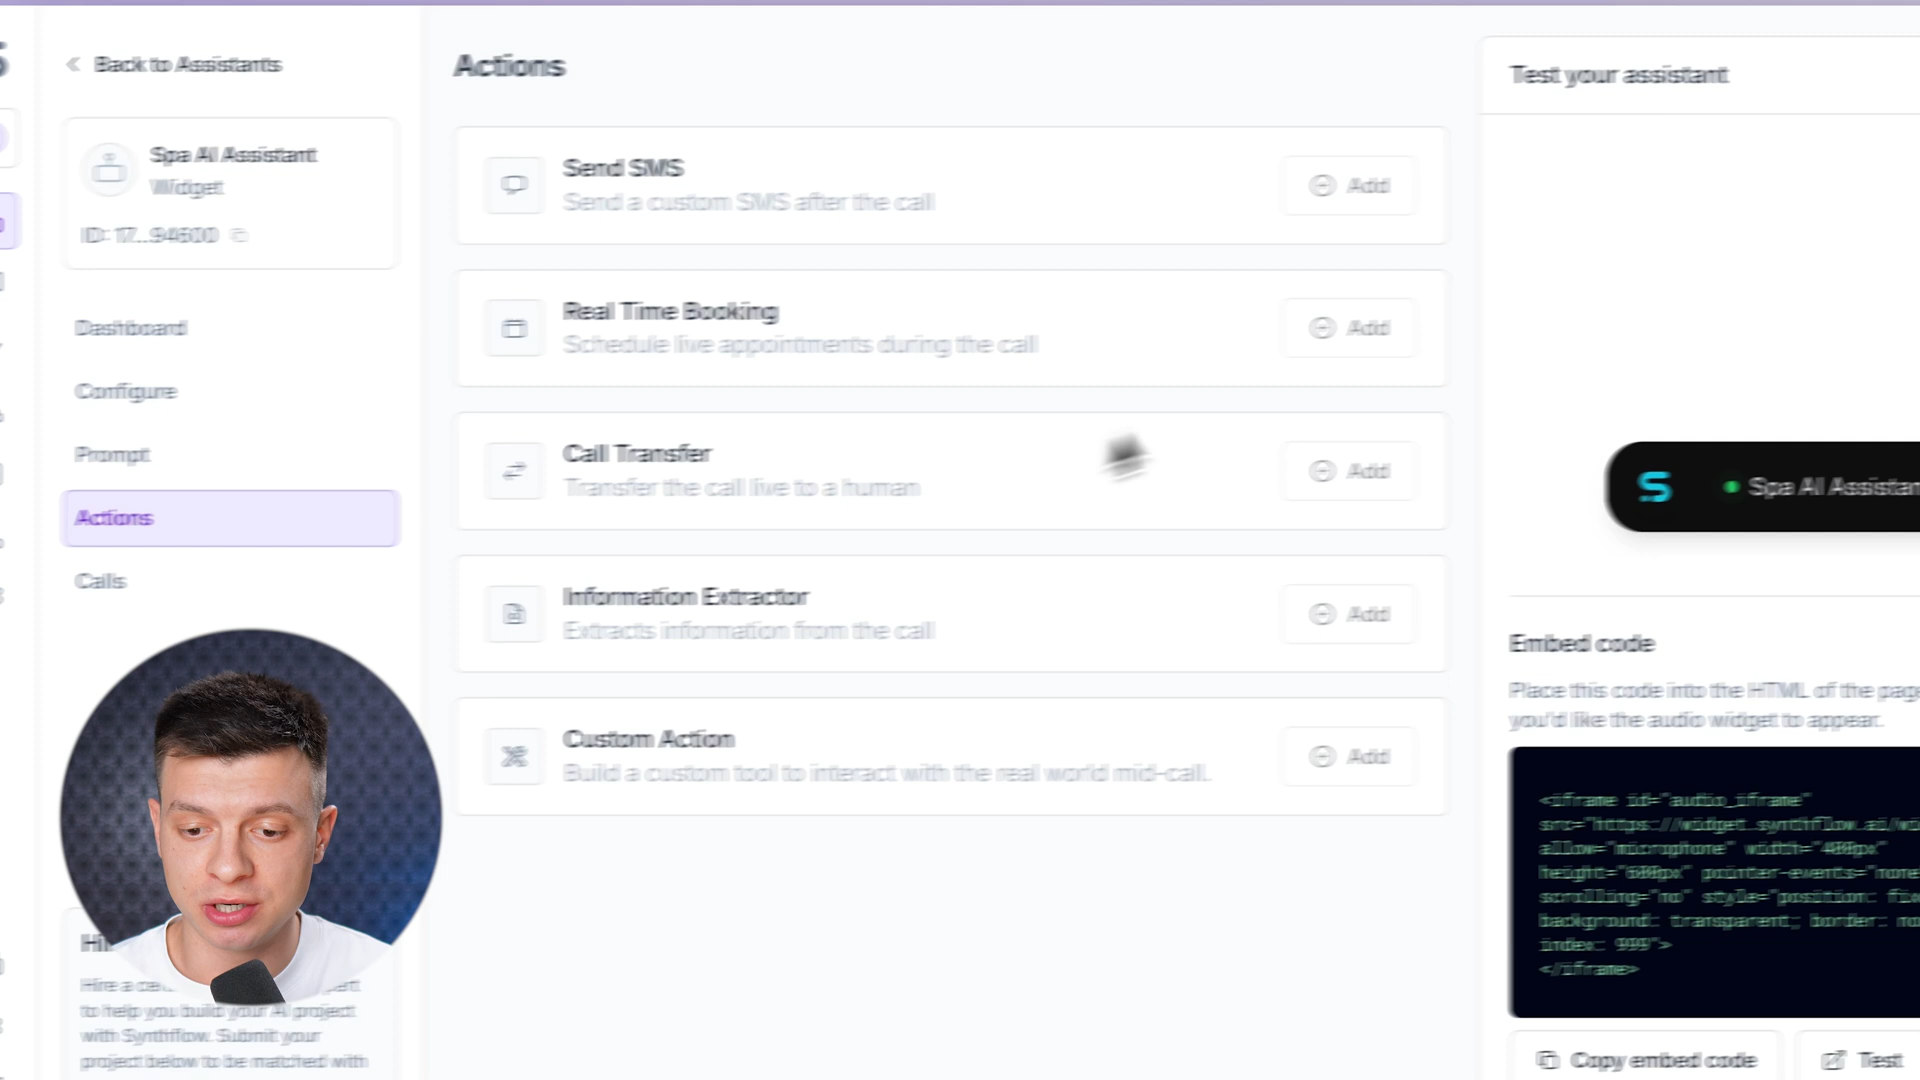 Back to Assistants
Spa AI Assistant
Widget
ID: 17...94600
Dashboard
Configure
Prompt
Actions
Calls
Hire a
to help you build your AI project
with Synthflow. Submit your
project below to be matched with
Actions
Send SMS
Send a custom SMS after the call
Add
Real Time Booking
Schedule live appointments during the call
Add
Call Transfer
Transfer the call live to a human
Add
Information Extractor
Extracts information from the call
Add
Custom Action
Build a custom tool to interact with the real world mid-call.
Add
Test your assistant
Spa AI Assistan
Embed code
Place this code into the HTML of the page
you'd like the audio widget to appear.
<iframe id="audio_iframe"
src="https://widget.synthflow.ai/wi
allow="microphone" width="400px"
height="600px" pointer-events="none
scrolling="no" style="position: fix
background: transparent; border: no
index: 999">
</iframe>
Copy embed code
Test